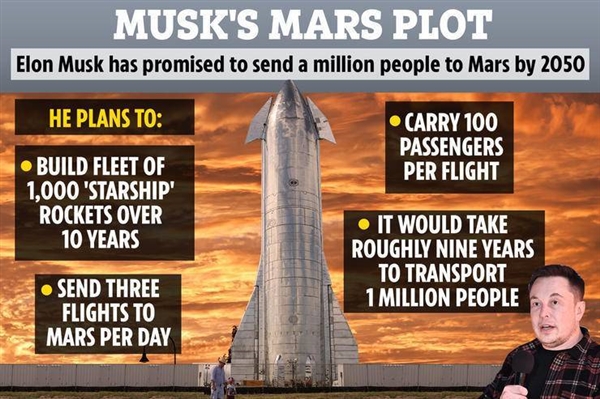 MUSK'S MARS PLOT
Elon Musk has promised to send a million people to Mars by 2050
HE PLANS TO:
• BUILD FLEET OF
1,000 'STARSHIP'
ROCKETS OVER
10 YEARS
• SEND THREE
FLIGHTS TO
MARS PER DAY
• CARRY 100
PASSENGERS
PER FLIGHT
• IT WOULD TAKE
ROUGHLY NINE YEARS
TO TRANSPORT
1 MILLION PEOPLE